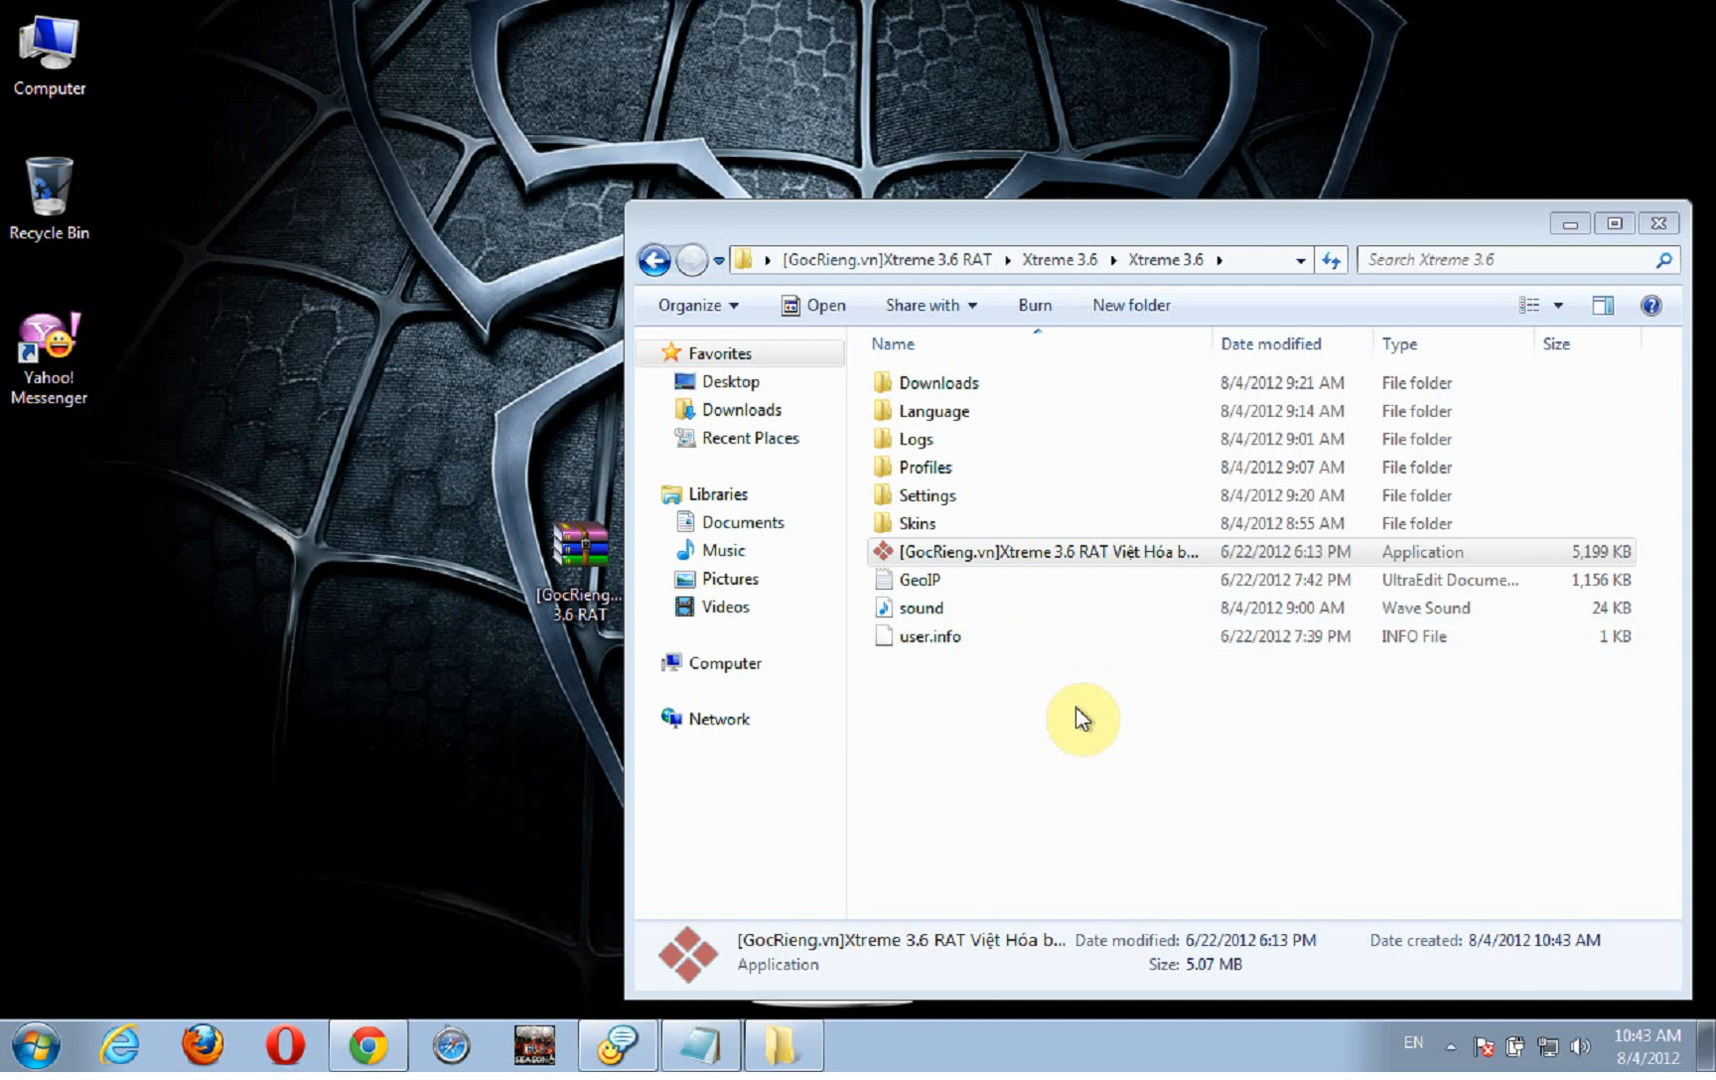 Computer
Recycle Bin
Yahoo!
Messenger
[GocRieng...
3.6 RAT
[GocRieng.vn]Xtreme 3.6 RAT Xtreme 3.6 Xtreme 3.6 Search Xtreme 3.6
Organize Open Share with Burn New folder
Name Date modified Type Size
Favorites
Desktop
Downloads
Recent Places
Libraries
Documents
Music
Pictures
Videos
Computer
Network
Downloads 8/4/2012 9:21 AM File folder
Language 8/4/2012 9:14 AM File folder
Logs 8/4/2012 9:01 AM File folder
Profiles 8/4/2012 9:07 AM File folder
Settings 8/4/2012 9:20 AM File folder
Skins 8/4/2012 8:55 AM File folder
[GocRieng.vn]Xtreme 3.6 RAT Việt Hóa b... 6/22/2012 6:13 PM Application 5,199 KB
GeoIP 6/22/2012 7:42 PM UltraEdit Docume... 1,156 KB
sound 8/4/2012 9:00 AM Wave Sound 24 KB
user.info 6/22/2012 7:39 PM INFO File 1 KB
[GocRieng.vn]Xtreme 3.6 RAT Việt Hóa b... Date modified: 6/22/2012 6:13 PM Date created: 8/4/2012 10:43 AM
Application Size: 5.07 MB
SEASON
EN
10:43 AM
8/4/2012